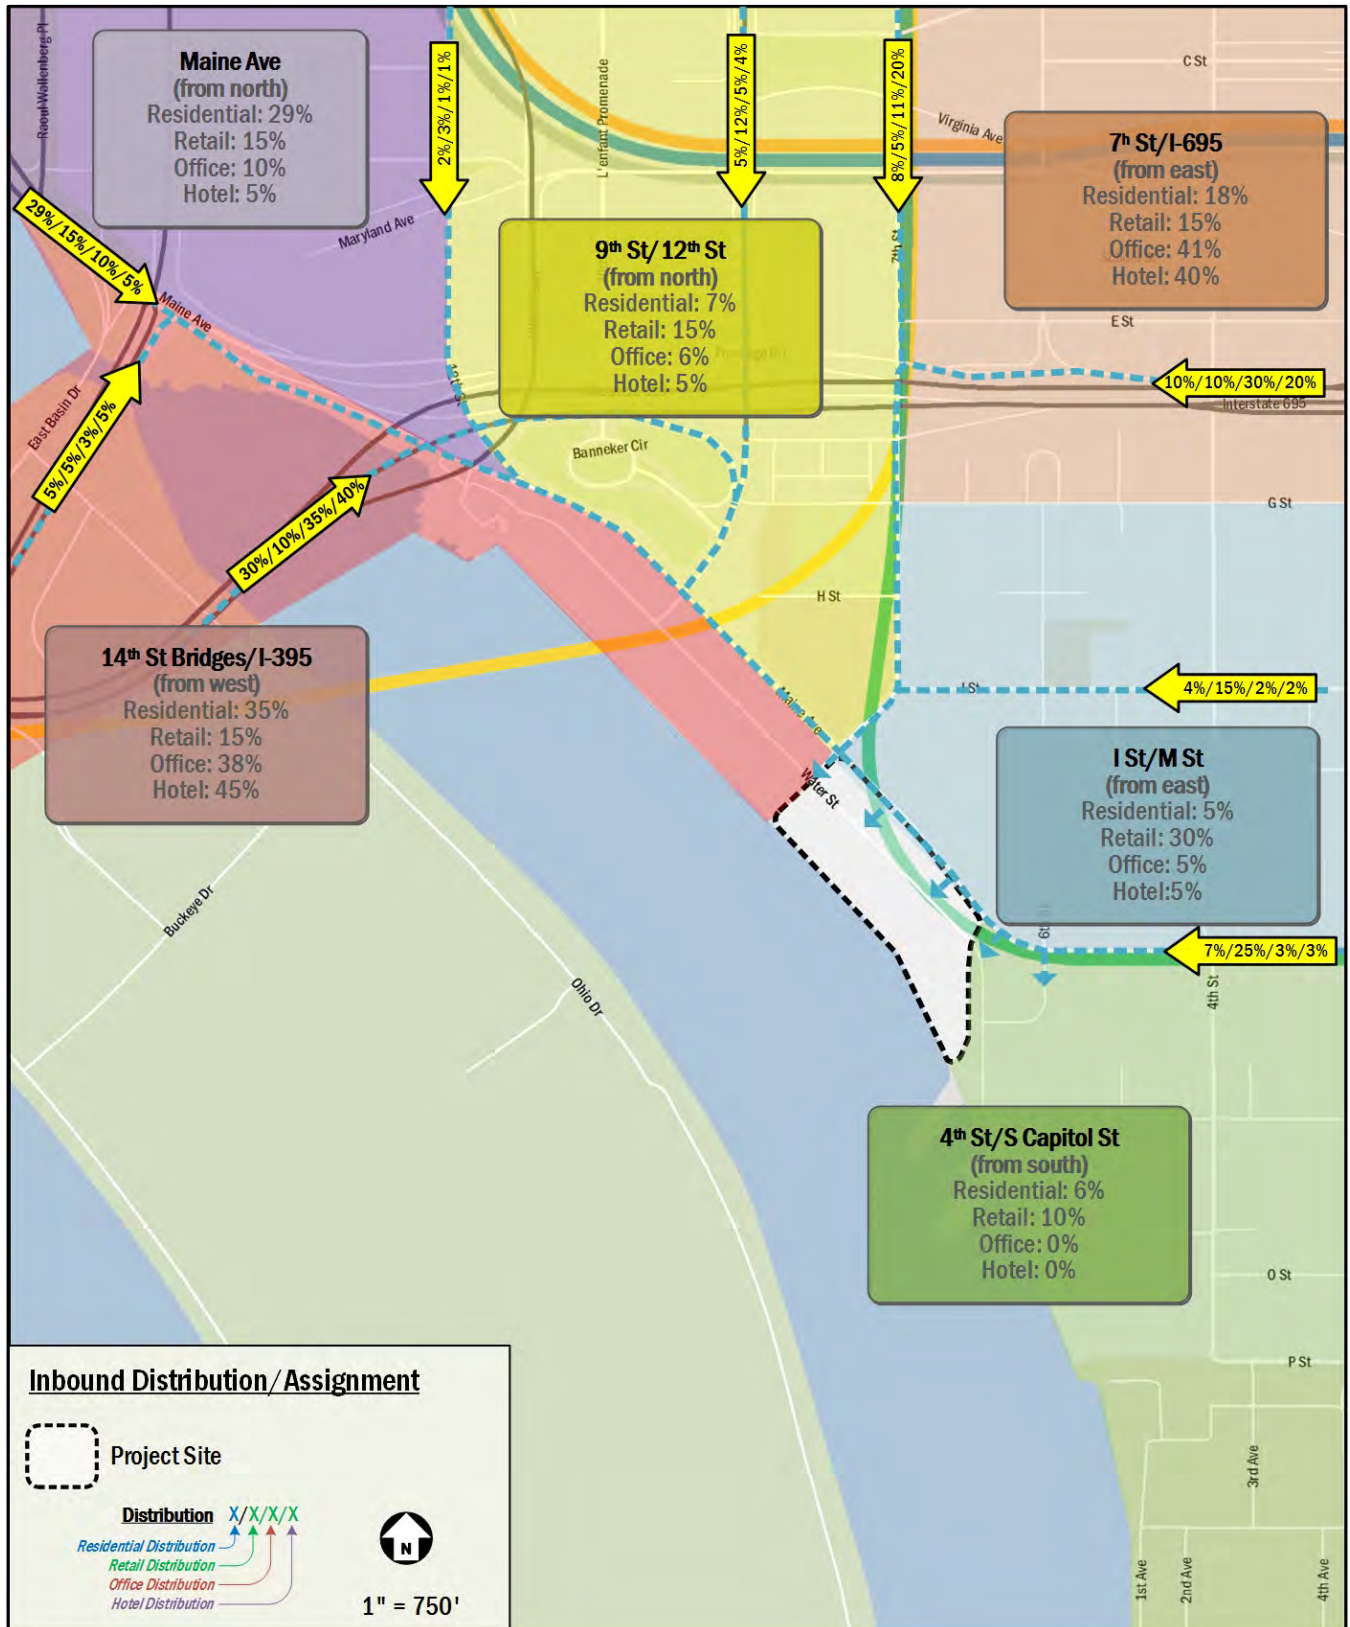 Raoul Wallenberg Pl
Maine Ave
(from north)
Residential: 29%
Retail: 15%
Office: 10%
Hotel: 5%
2%/3%/1%/1%
L'enfant Promenade
5%/12%/5%/4%
8%/5%/11%/20%
C St
Virginia Ave
7h St/I-695
(from east)
Residential: 18%
Retail: 15%
Office: 41%
Hotel: 40%
29%/15%/10%/5%
Maryland Ave
7th St
9th St/12th St
(from north)
Residential: 7%
Retail: 15%
Office: 6%
Hotel: 5%
Maine Ave
E St
12th St
10%/10%/30%/20%
Interstate 695
East Basin Dr
5%/5%/3%/5%
Banneker Cir
30%/10%/35%/40%
G St
H St
14th St Bridges/I-395
(from west)
Residential: 35%
Retail: 15%
Office: 38%
Hotel: 45%
I St
4%/15%/2%/2%
Maine Ave
Water St
I St/M St
(from east)
Residential: 5%
Retail: 30%
Office: 5%
Hotel:5%
Buckeye Dr
6th St
7%/25%/3%/3%
Ohio Dr
4th St
4th St/S Capitol St
(from south)
Residential: 6%
Retail: 10%
Office: 0%
Hotel: 0%
O St
P St
Inbound Distribution/Assignment
Project Site
Distribution X/X/X/X
Residential Distribution
Retail Distribution
Office Distribution
Hotel Distribution
N
1" = 750'
3rd Ave
1st Ave
2nd Ave
4th Ave